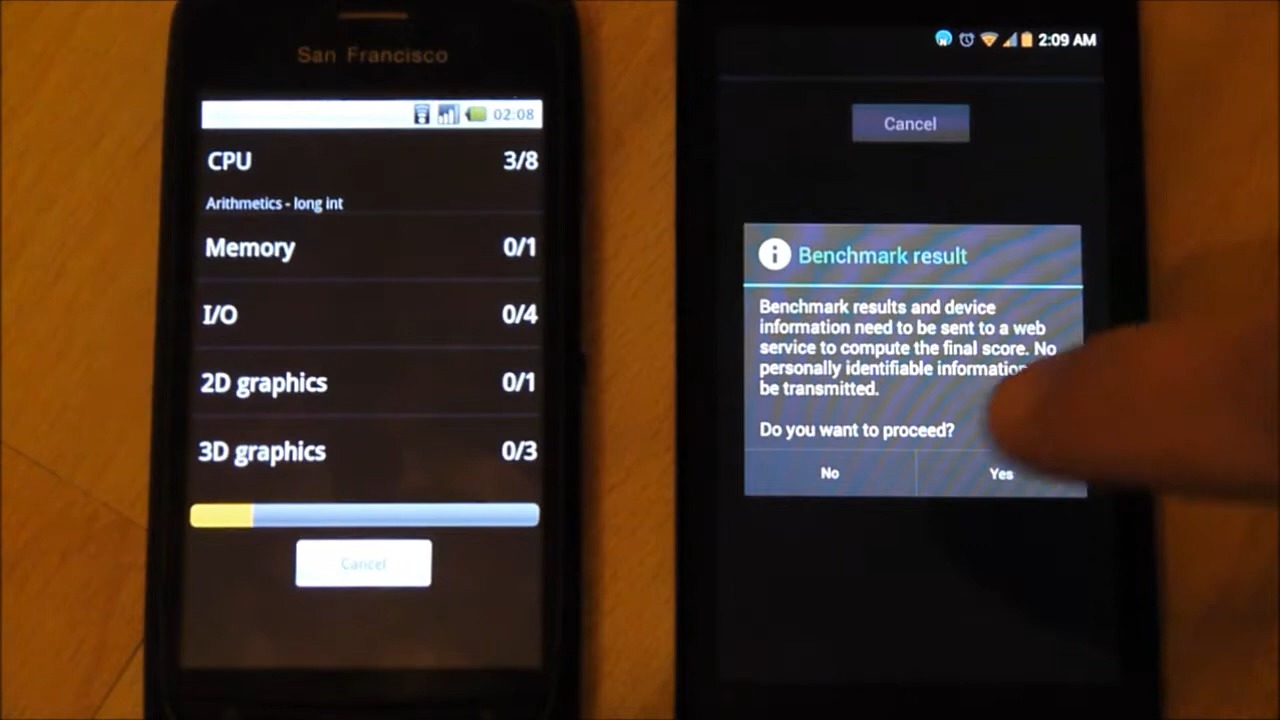 San Francisco
02:08
CPU 3/8
Arithmetics - long int
Memory 0/1
I/O 0/4
2D graphics 0/1
3D graphics 0/3
Cancel
2:09 AM
Cancel
Benchmark result
Benchmark results and device
information need to be sent to a web
service to compute the final score. No
personally identifiable information
be transmitted.
Do you want to proceed?
No Yes